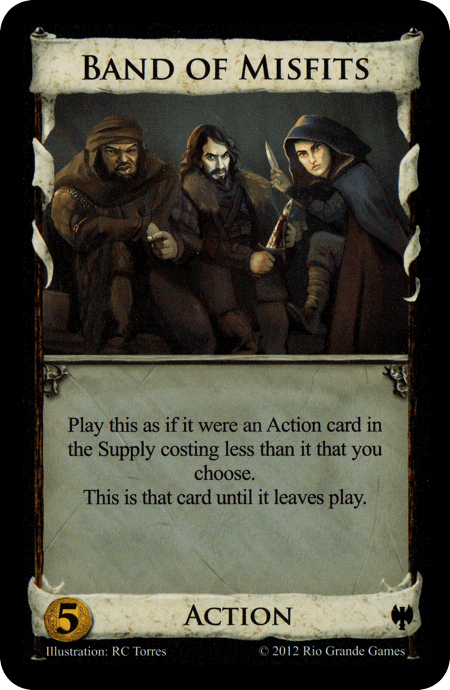 Band of Misfits
Play this as if it were an Action card in
the Supply costing less than it that you
choose.
This is that card until it leaves play.
5
Action
Illustration: RC Torres
© 2012 Rio Grande Games